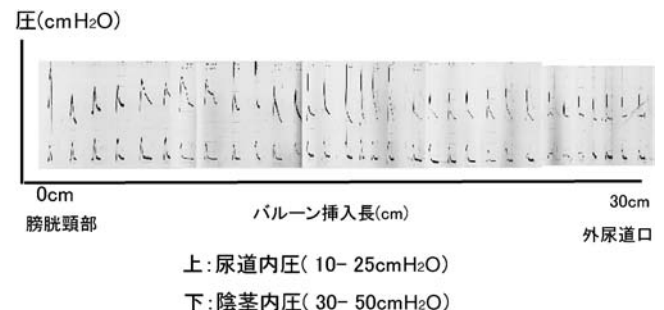 圧(cmH₂O)
0cm
30cm
膀胱頸部
バルーン挿入長(cm)
外尿道口
上:尿道内圧( 10- 25cmH₂O)
下:陰茎内圧( 30- 50cmH₂O)